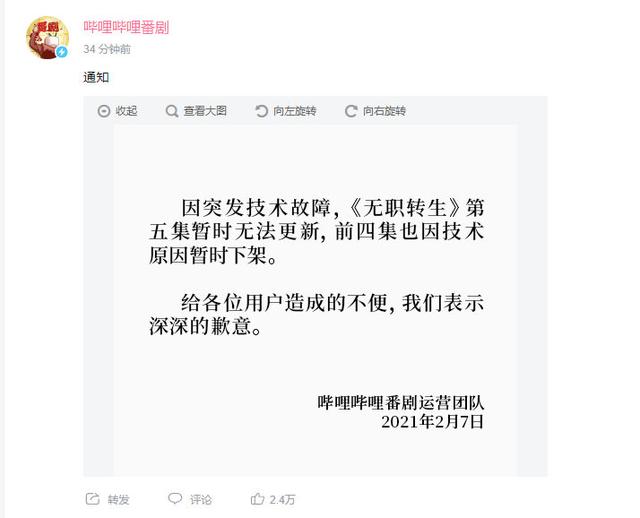 哔哩哔哩番剧
34 分钟前
通知
收起 查看大图 向左旋转 向右旋转
因突发技术故障，《无职转生》第
五集暂时无法更新，前四集也因技术
原因暂时下架。
给各位用户造成的不便，我们表示
深深的歉意。
哔哩哔哩番剧运营团队
2021年2月7日
转发 评论 2.4万